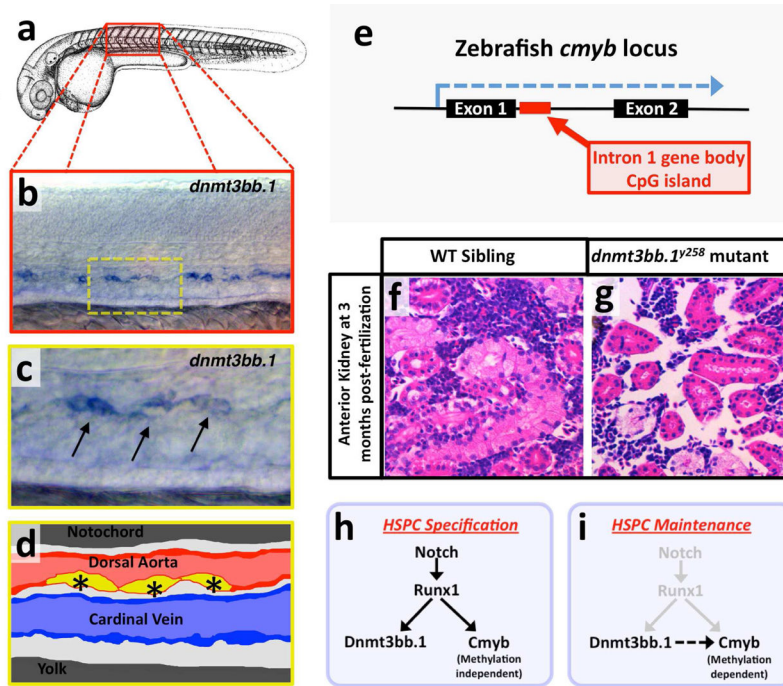 a
b
dnmt3bb.1
c
dnmt3bb.1
d
Notochord
Dorsal Aorta
* * *
Cardinal Vein
Yolk
e
Zebrafish cmyb locus
Exon 1
Exon 2
Intron 1 gene body
CpG island
WT Sibling
dnmt3bb.1y258 mutant
Anterior Kidney at 3
months post-fertilization
f
g
h
HSPC Specification
Notch
Runx1
Dnmt3bb.1
Cmyb
(Methylation
independent)
i
HSPC Maintenance
Notch
Runx1
Dnmt3bb.1
Cmyb
(Methylation
dependent)